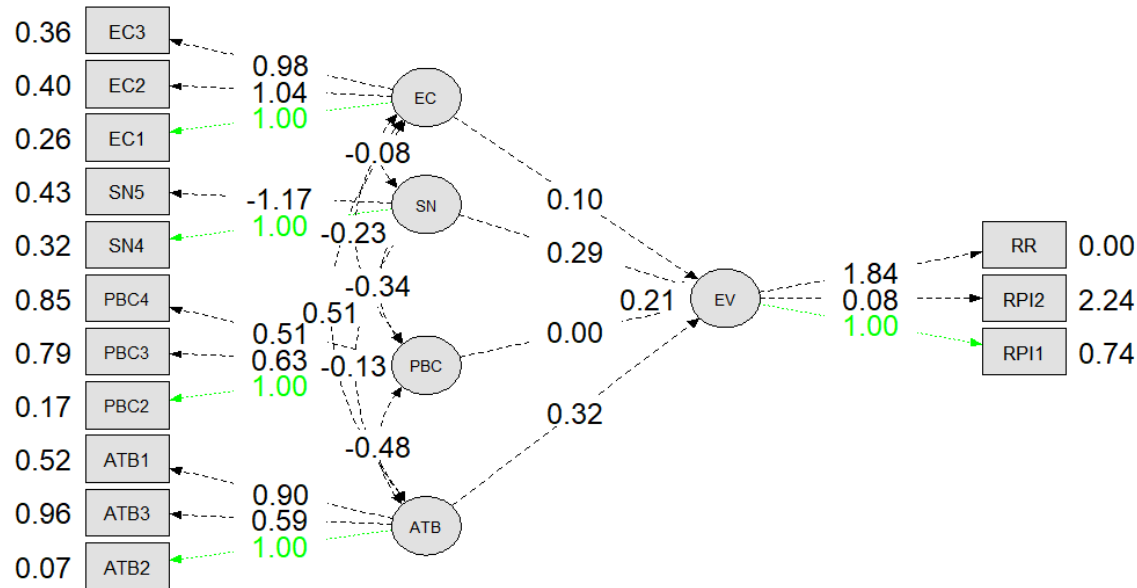 0.36 EC3
0.98
0.40 EC2
1.04
EC
0.26 EC1
1.00
-0.08
0.43 SN5
-1.17
SN
0.10
0.32 SN4
1.00
-0.23
0.29
RR 0.00
1.84
0.85 PBC4
-0.34
0.21
EV
0.08
RPI2 2.24
0.51
0.51
0.00
1.00
0.79 PBC3
0.63
-0.13
PBC
RPI1 0.74
0.17 PBC2
1.00
0.32
0.52 ATB1
-0.48
0.90
0.96 ATB3
0.59
ATB
0.07 ATB2
1.00